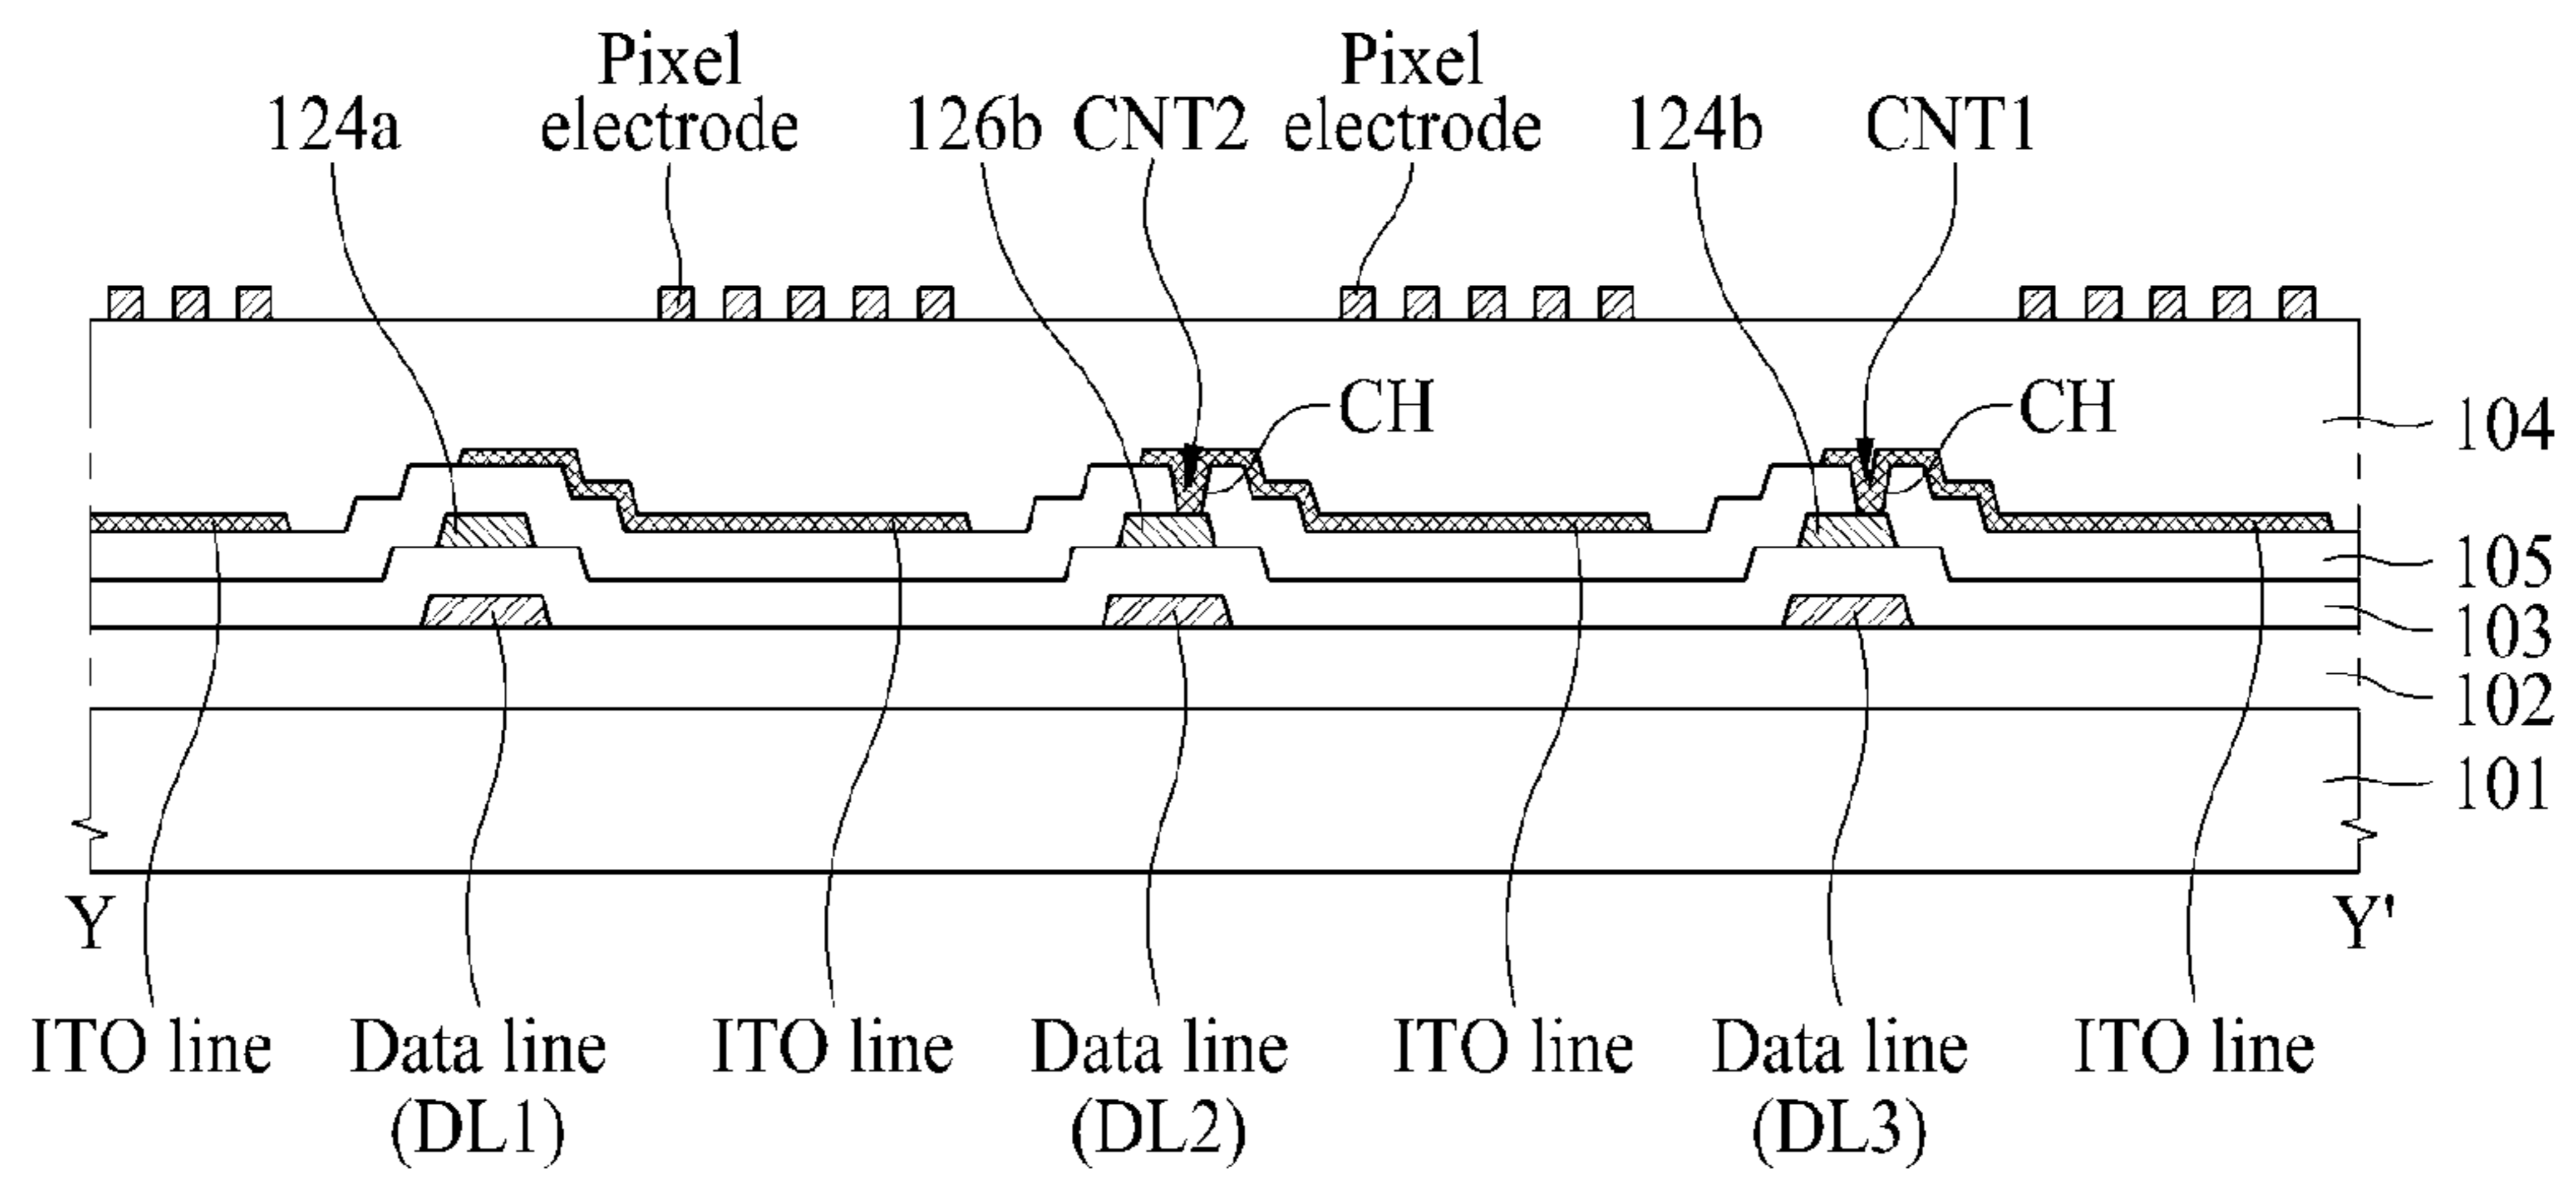 Pixel
electrode
Pixel
electrode
124a
126b
CNT2
124b
CNT1
CH
CH
104
105
103
102
101
Y
Y'
ITO line
Data line
(DL1)
ITO line
Data line
(DL2)
ITO line
Data line
(DL3)
ITO line